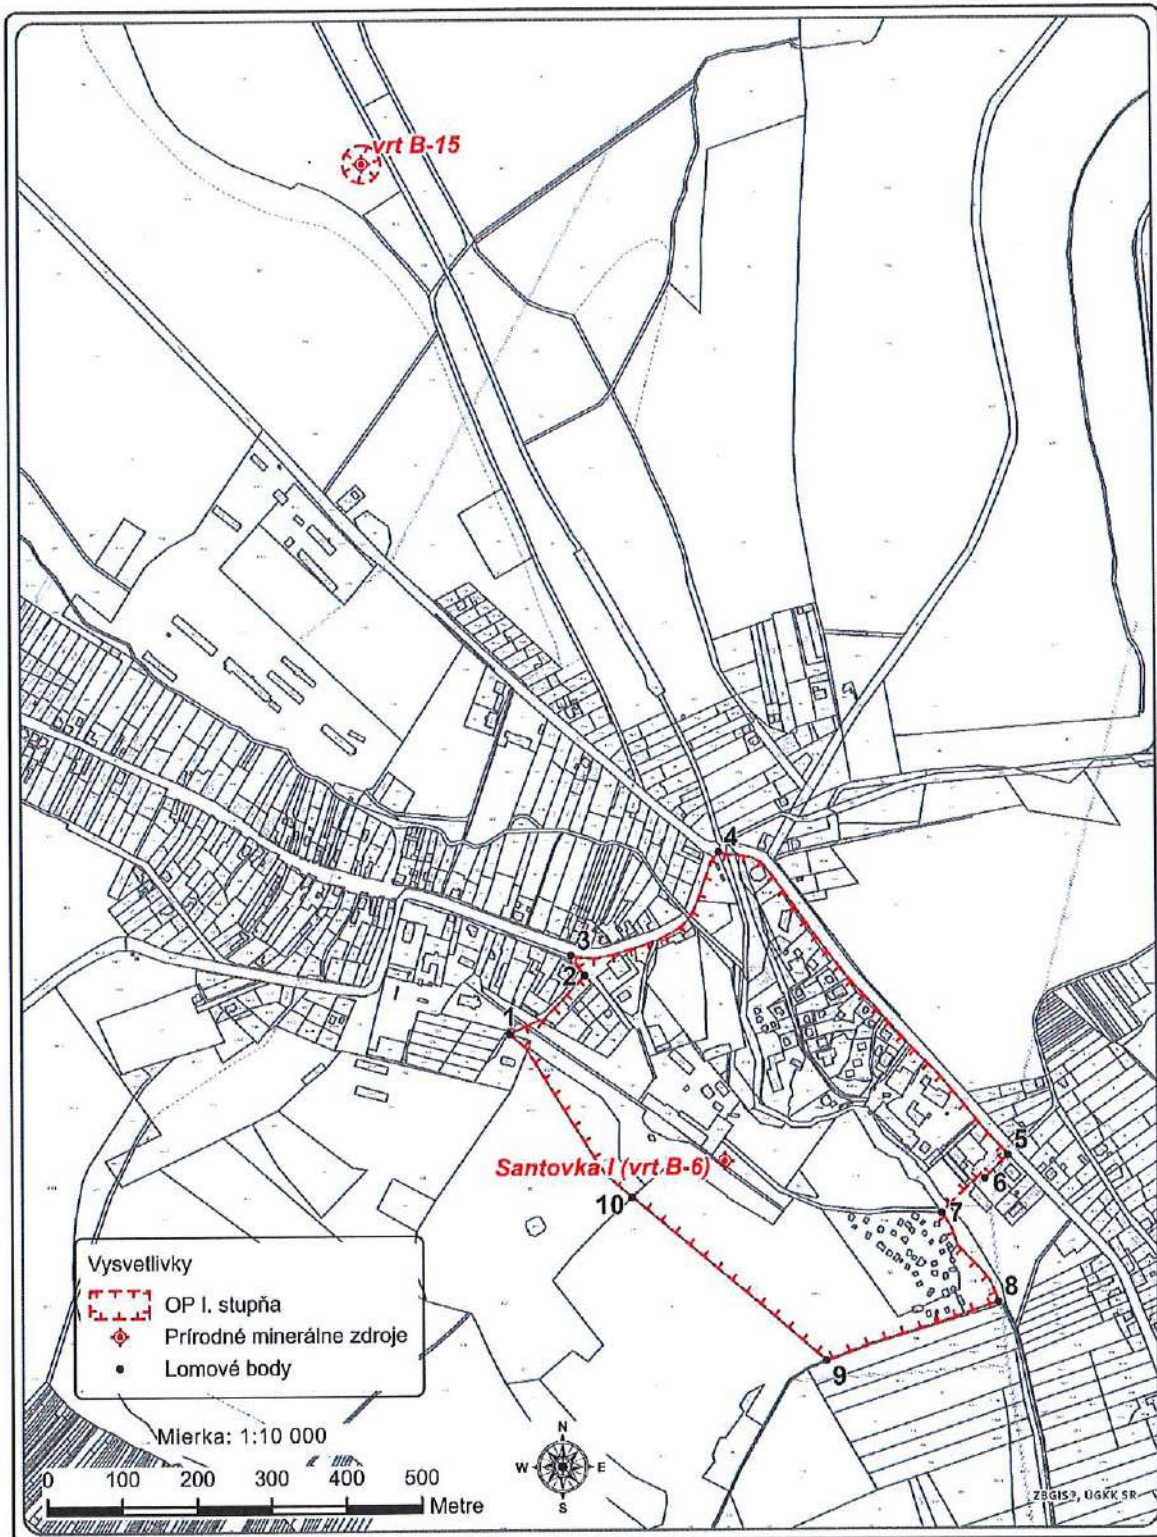 vrt B-15
4
3
2
1
5
Santovka I (vrt B-6)
6
10
7
8
9
Vysvetlivky
OP I. stupňa
Prírodné minerálne zdroje
Lomové body
Mierka: 1:10 000
0 100 200 300 400 500
Metre
N
W E
S
ZBGIS®, ÚGKK SR